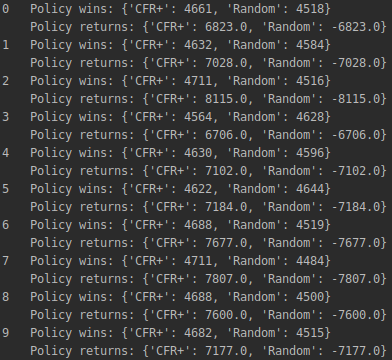 0 Policy wins: {'CFR+': 4661, 'Random': 4518}
Policy returns: {'CFR+': 6823.0, 'Random': -6823.0}
1 Policy wins: {'CFR+': 4632, 'Random': 4584}
Policy returns: {'CFR+': 7028.0, 'Random': -7028.0}
2 Policy wins: {'CFR+': 4711, 'Random': 4516}
Policy returns: {'CFR+': 8115.0, 'Random': -8115.0}
3 Policy wins: {'CFR+': 4564, 'Random': 4628}
Policy returns: {'CFR+': 6706.0, 'Random': -6706.0}
4 Policy wins: {'CFR+': 4630, 'Random': 4596}
Policy returns: {'CFR+': 7102.0, 'Random': -7102.0}
5 Policy wins: {'CFR+': 4622, 'Random': 4644}
Policy returns: {'CFR+': 7184.0, 'Random': -7184.0}
6 Policy wins: {'CFR+': 4688, 'Random': 4519}
Policy returns: {'CFR+': 7677.0, 'Random': -7677.0}
7 Policy wins: {'CFR+': 4711, 'Random': 4484}
Policy returns: {'CFR+': 7807.0, 'Random': -7807.0}
8 Policy wins: {'CFR+': 4688, 'Random': 4500}
Policy returns: {'CFR+': 7600.0, 'Random': -7600.0}
9 Policy wins: {'CFR+': 4682, 'Random': 4515}
Policy returns: {'CFR+': 7177.0, 'Random': -7177.0}